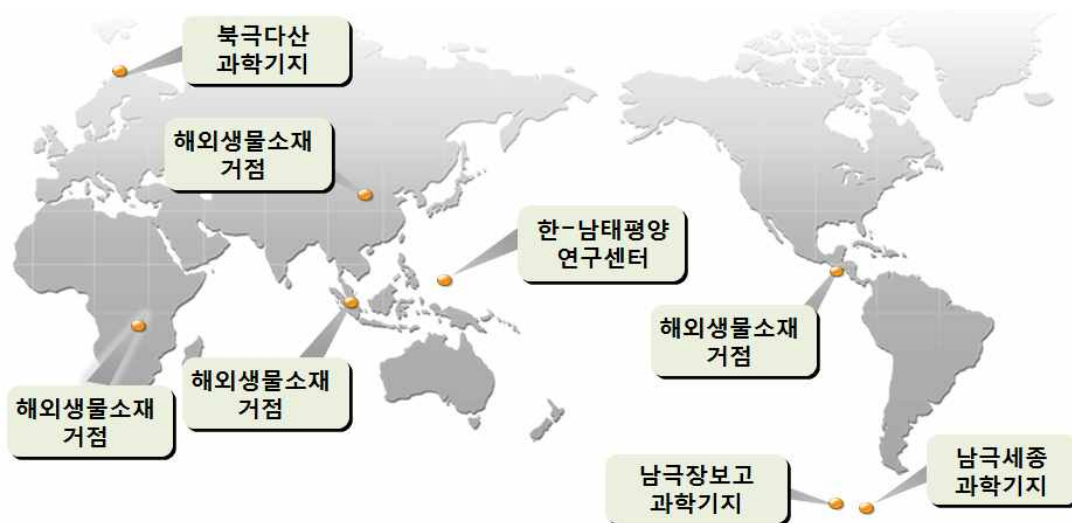 북극다산
과학기지
해외생물소재
거점
한-남태평양
연구센터
해외생물소재
거점
해외생물소재
거점
해외생물소재
거점
남극장보고
과학기지
남극세종
과학기지